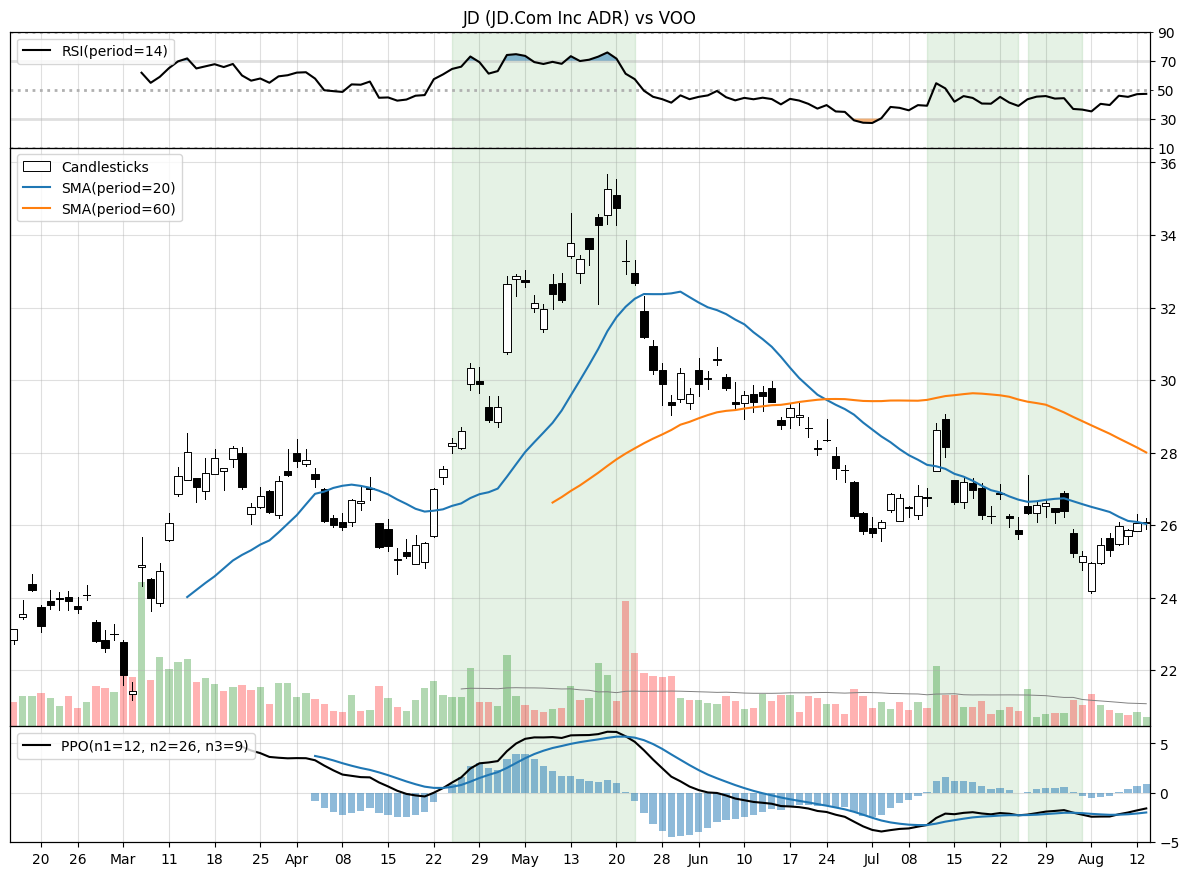 JD (JD.Com Inc ADR) vs VOO
RSI(period=14)
90
70
50
30
10
Candlesticks
SMA(period=20)
SMA(period=60)
36
34
32
30
28
26
24
22
PPO(n1=12, n2=26, n3=9)
5
0
−5
20 26 Mar 11 18 25 Apr 08 15 22 29 May 13 20 28 Jun 10 17 24 Jul 08 15 22 29 Aug 12